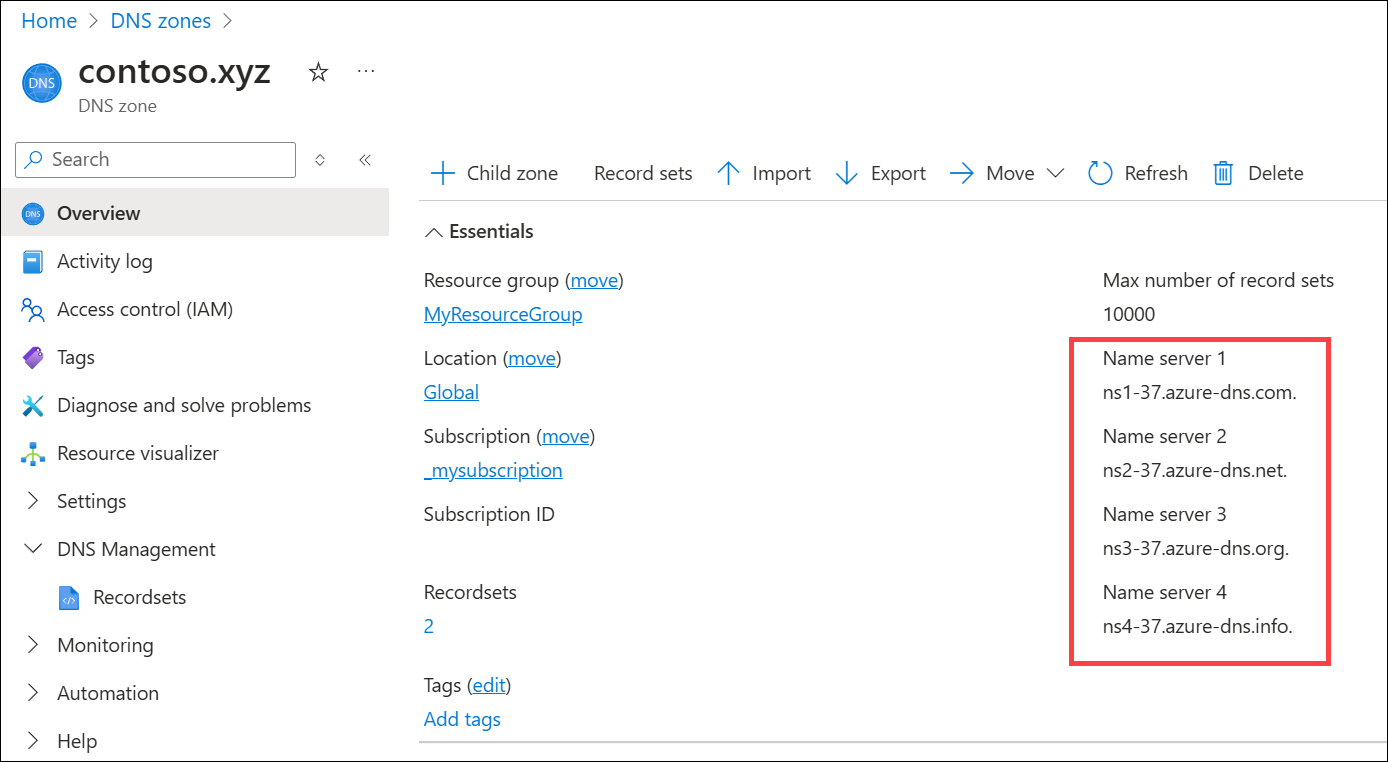 Home > DNS zones >
DNS
contoso.xyz
...
DNS zone
Search
Child zone Record sets Import Export Move Refresh Delete
DNS Overview
Activity log
Access control (IAM)
Tags
Diagnose and solve problems
Resource visualizer
Settings
DNS Management
Recordsets
Monitoring
Automation
Help
Essentials
Resource group (move)
MyResourceGroup
Location (move)
Global
Subscription (move)
_mysubscription
Subscription ID
Recordsets
2
Tags (edit)
Add tags
Max number of record sets
10000
Name server 1
ns1-37.azure-dns.com.
Name server 2
ns2-37.azure-dns.net.
Name server 3
ns3-37.azure-dns.org.
Name server 4
ns4-37.azure-dns.info.